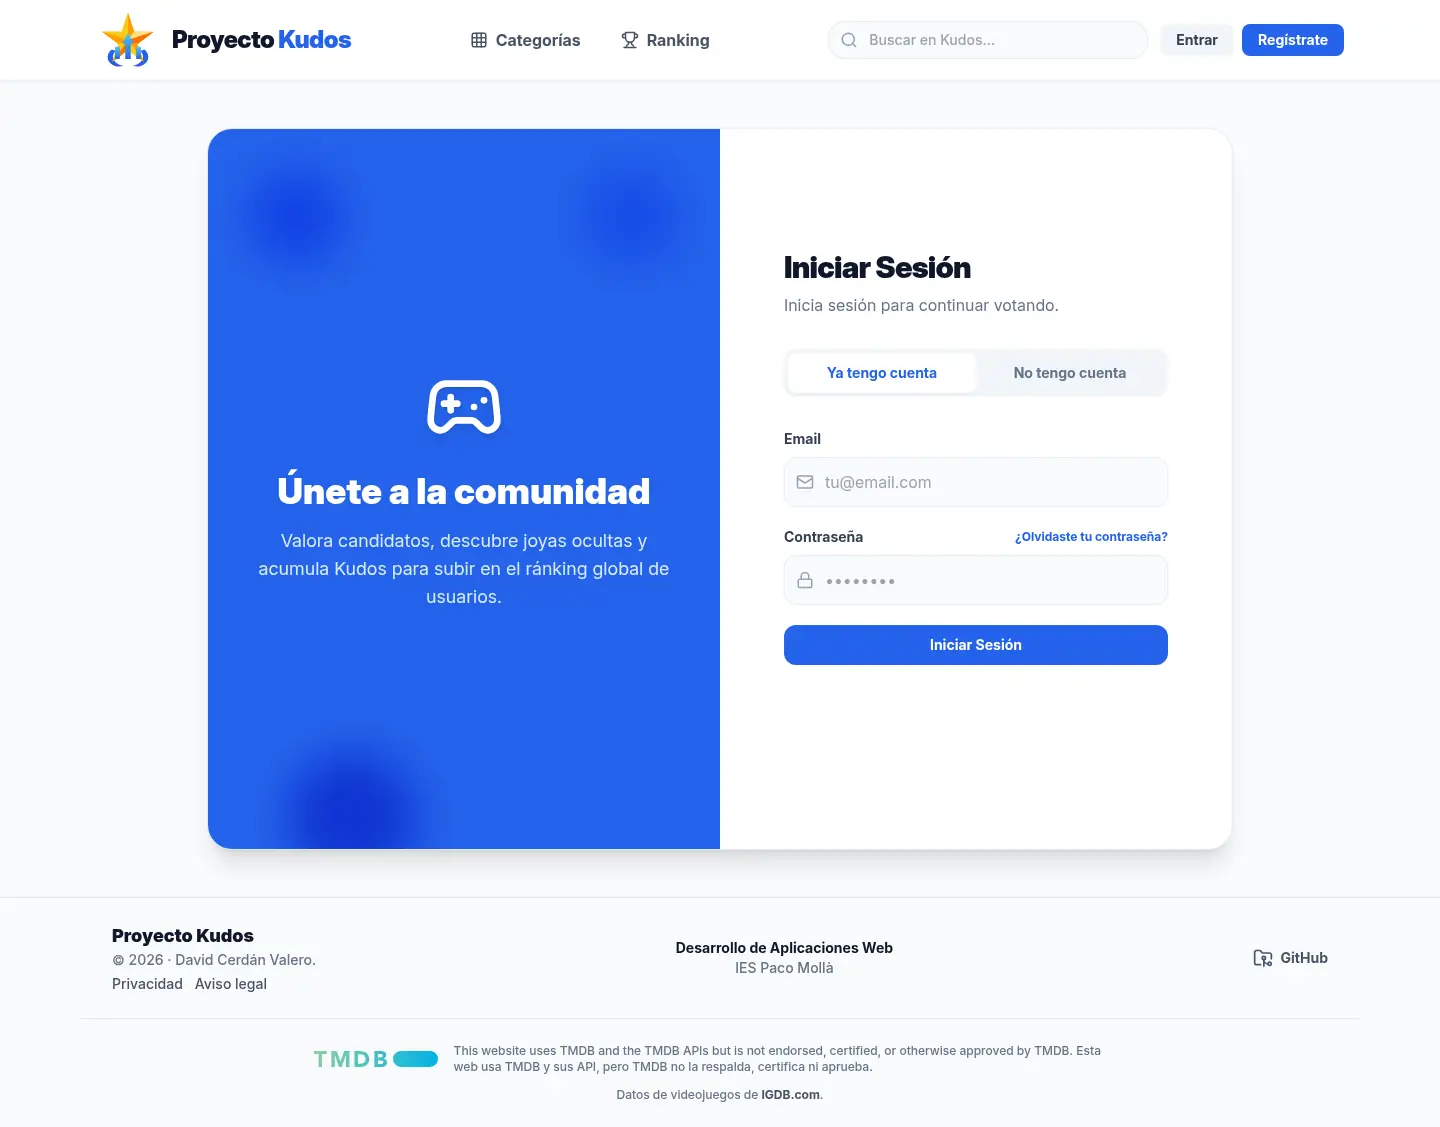 Proyecto Kudos
Categorías
Ranking
Buscar en Kudos...
Entrar
Regístrate
Únete a la comunidad
Valora candidatos, descubre joyas ocultas y
acumula Kudos para subir en el ránking global de
usuarios.
Iniciar Sesión
Inicia sesión para continuar votando.
Ya tengo cuenta
No tengo cuenta
Email
tu@email.com
Contraseña
¿Olvidaste tu contraseña?
••••••••
Iniciar Sesión
Proyecto Kudos
© 2026 · David Cerdán Valero.
Privacidad Aviso legal
Desarrollo de Aplicaciones Web
IES Paco Mollà
GitHub
TMDB
This website uses TMDB and the TMDB APIs but is not endorsed, certified, or otherwise approved by TMDB. Esta
web usa TMDB y sus API, pero TMDB no la respalda, certifica ni aprueba.
Datos de videojuegos de IGDB.com.